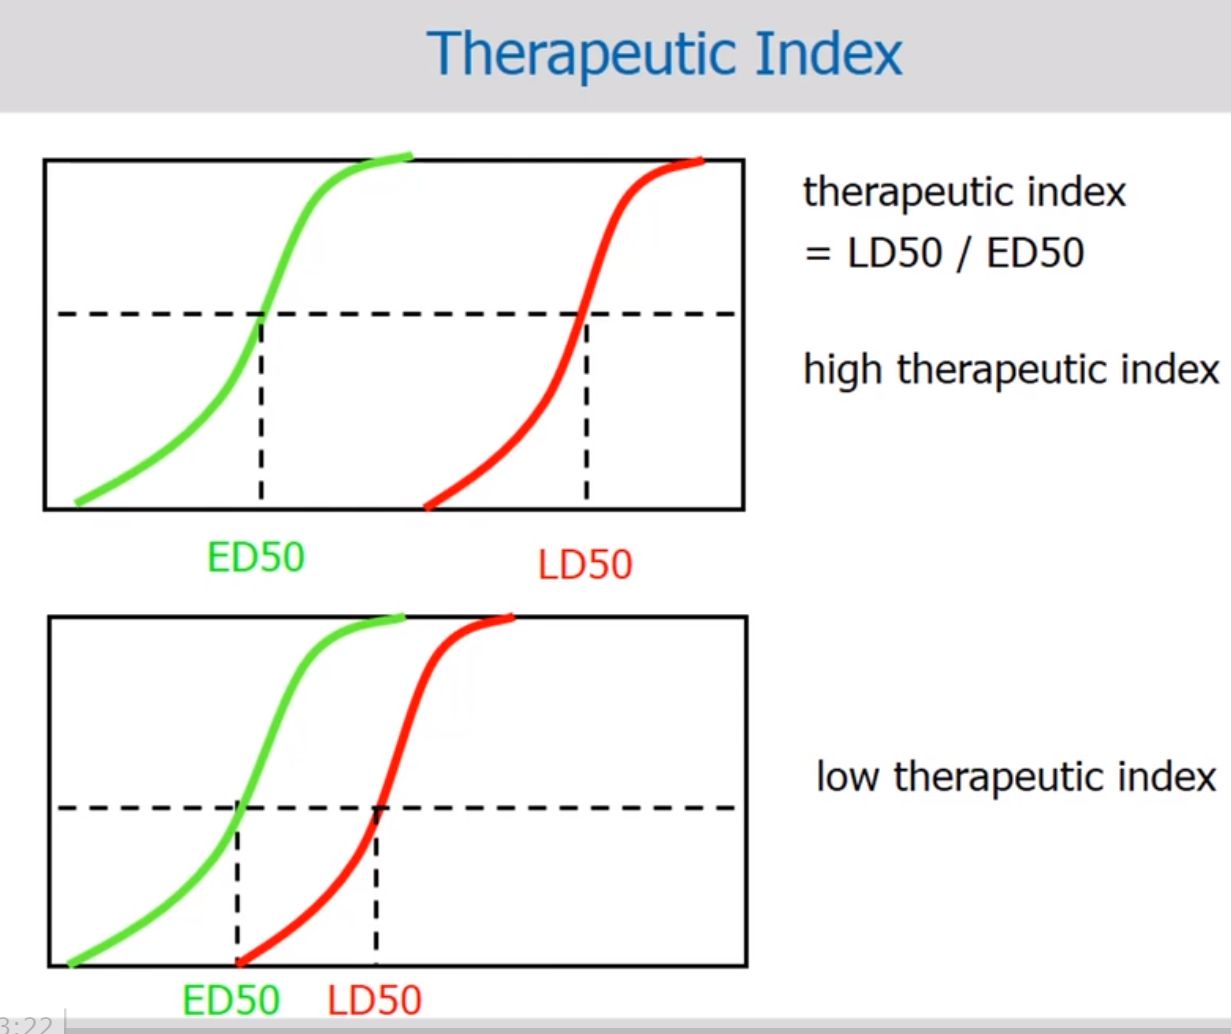 Therapeutic Index
therapeutic index
= LD50 / ED50
high therapeutic index
ED50
LD50
low therapeutic index
ED50
LD50
3:22